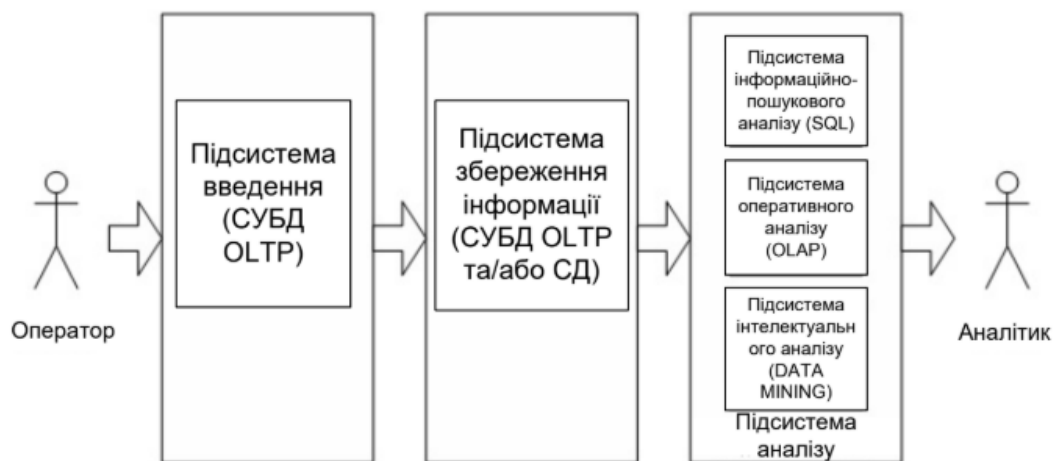 Оператор
Підсистема
введення
(СУБД
OLTP)
Підсистема
збереження
інформації
(СУБД OLTP
та/або СД)
Підсистема
інформаційно-
пошукового
аналізу (SQL)
Підсистема
оперативного
аналізу
(OLAP)
Підсистема
інтелектуальн
ого аналізу
(DATA
MINING)
Підсистема
аналізу
Аналітик